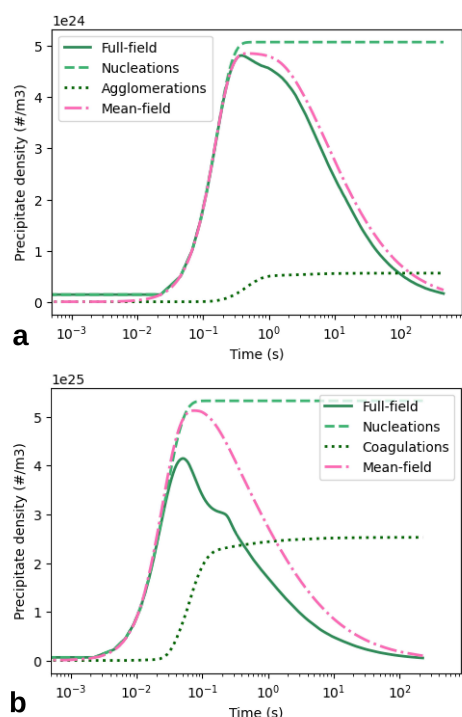 1e24
Full-field
Nucleations
Agglomerations
Mean-field
Precipitate density (#/m3)
5
4
3
2
1
0
10⁻³ 10⁻² 10⁻¹ 10⁰ 10¹ 10²
Time (s)
a
1e25
Full-field
Nucleations
Coagulations
Mean-field
Precipitate density (#/m3)
5
4
3
2
1
0
10⁻³ 10⁻² 10⁻¹ 10⁰ 10¹ 10²
Time (s)
b